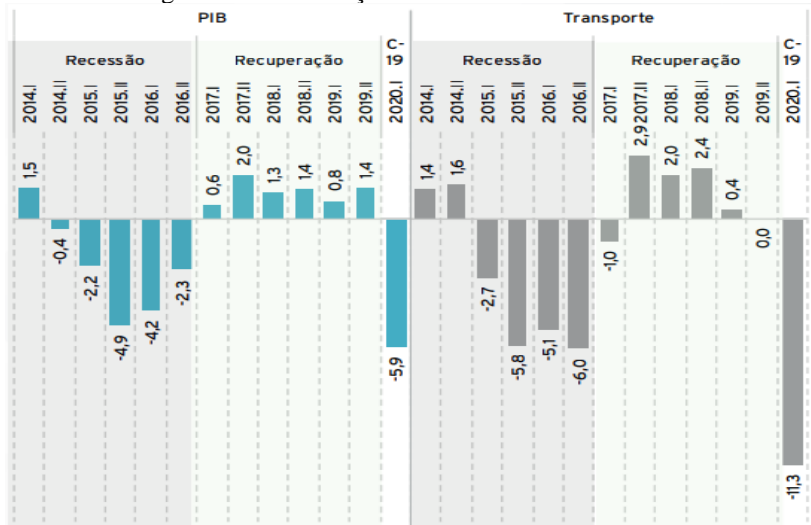 PIB Transporte
Recessão Recuperação C-19 Recessão Recuperação C-19
2014.I 2014.II 2015.I 2015.II 2016.I 2016.II 2017.I 2017.II 2018.I 2018.II 2019.I 2019.II 2020.I 2014.I 2014.II 2015.I 2015.II 2016.I 2016.II 2017.I 2017.II 2018.I 2018.II 2019.I 2019.II 2020.I
1,5 -0,4 -2,2 -4,9 -4,2 -2,3 0,6 2,0 1,3 1,4 0,8 1,4 -5,9 1,4 1,6 -2,7 -5,8 -5,1 -6,0 -1,0 2,9 2,0 2,4 0,4 0,0 -11,3